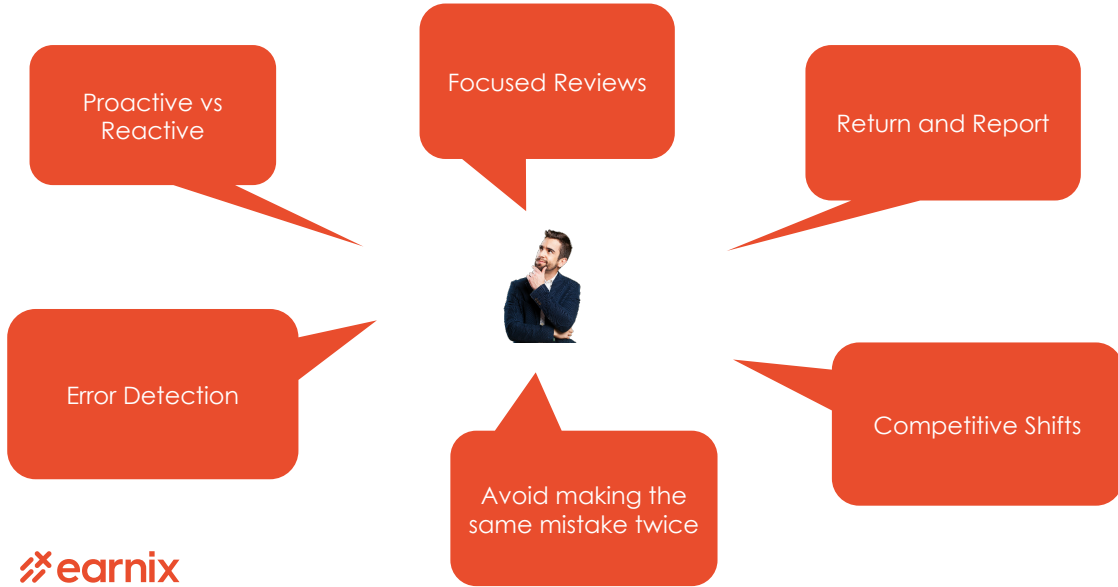 Proactive vs
Reactive
Focused Reviews
Return and Report
Error Detection
Avoid making the
same mistake twice
Competitive Shifts
earnix